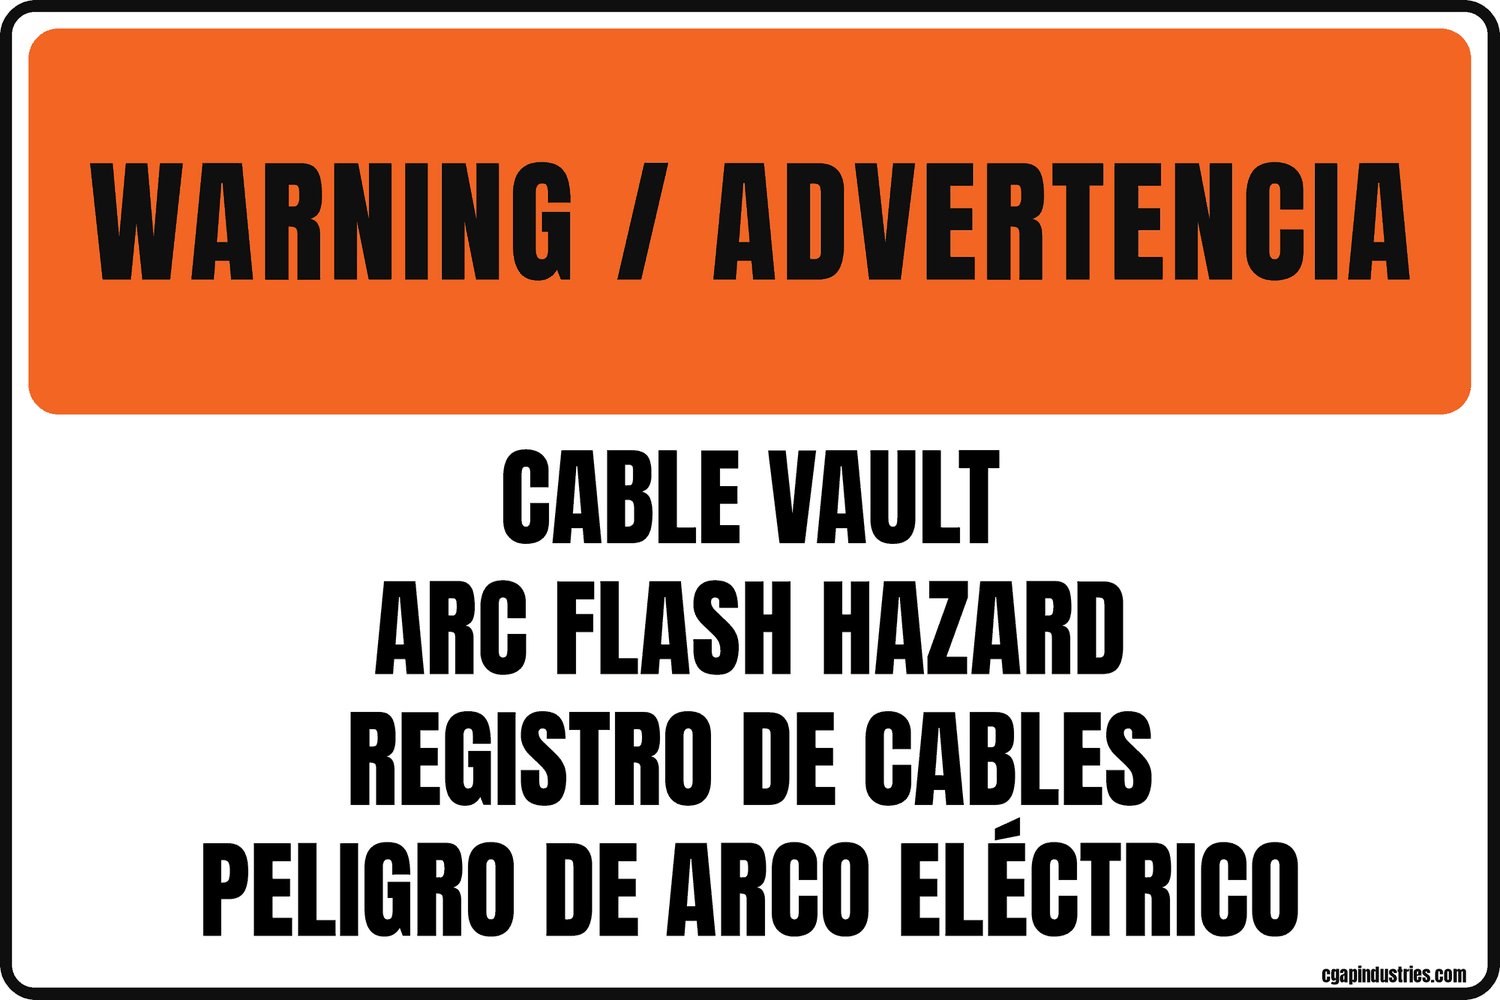 WARNING / ADVERTENCIA
CABLE VAULT
ARC FLASH HAZARD
REGISTRO DE CABLES
PELIGRO DE ARCO ELÉCTRICO
cgapindustries.com